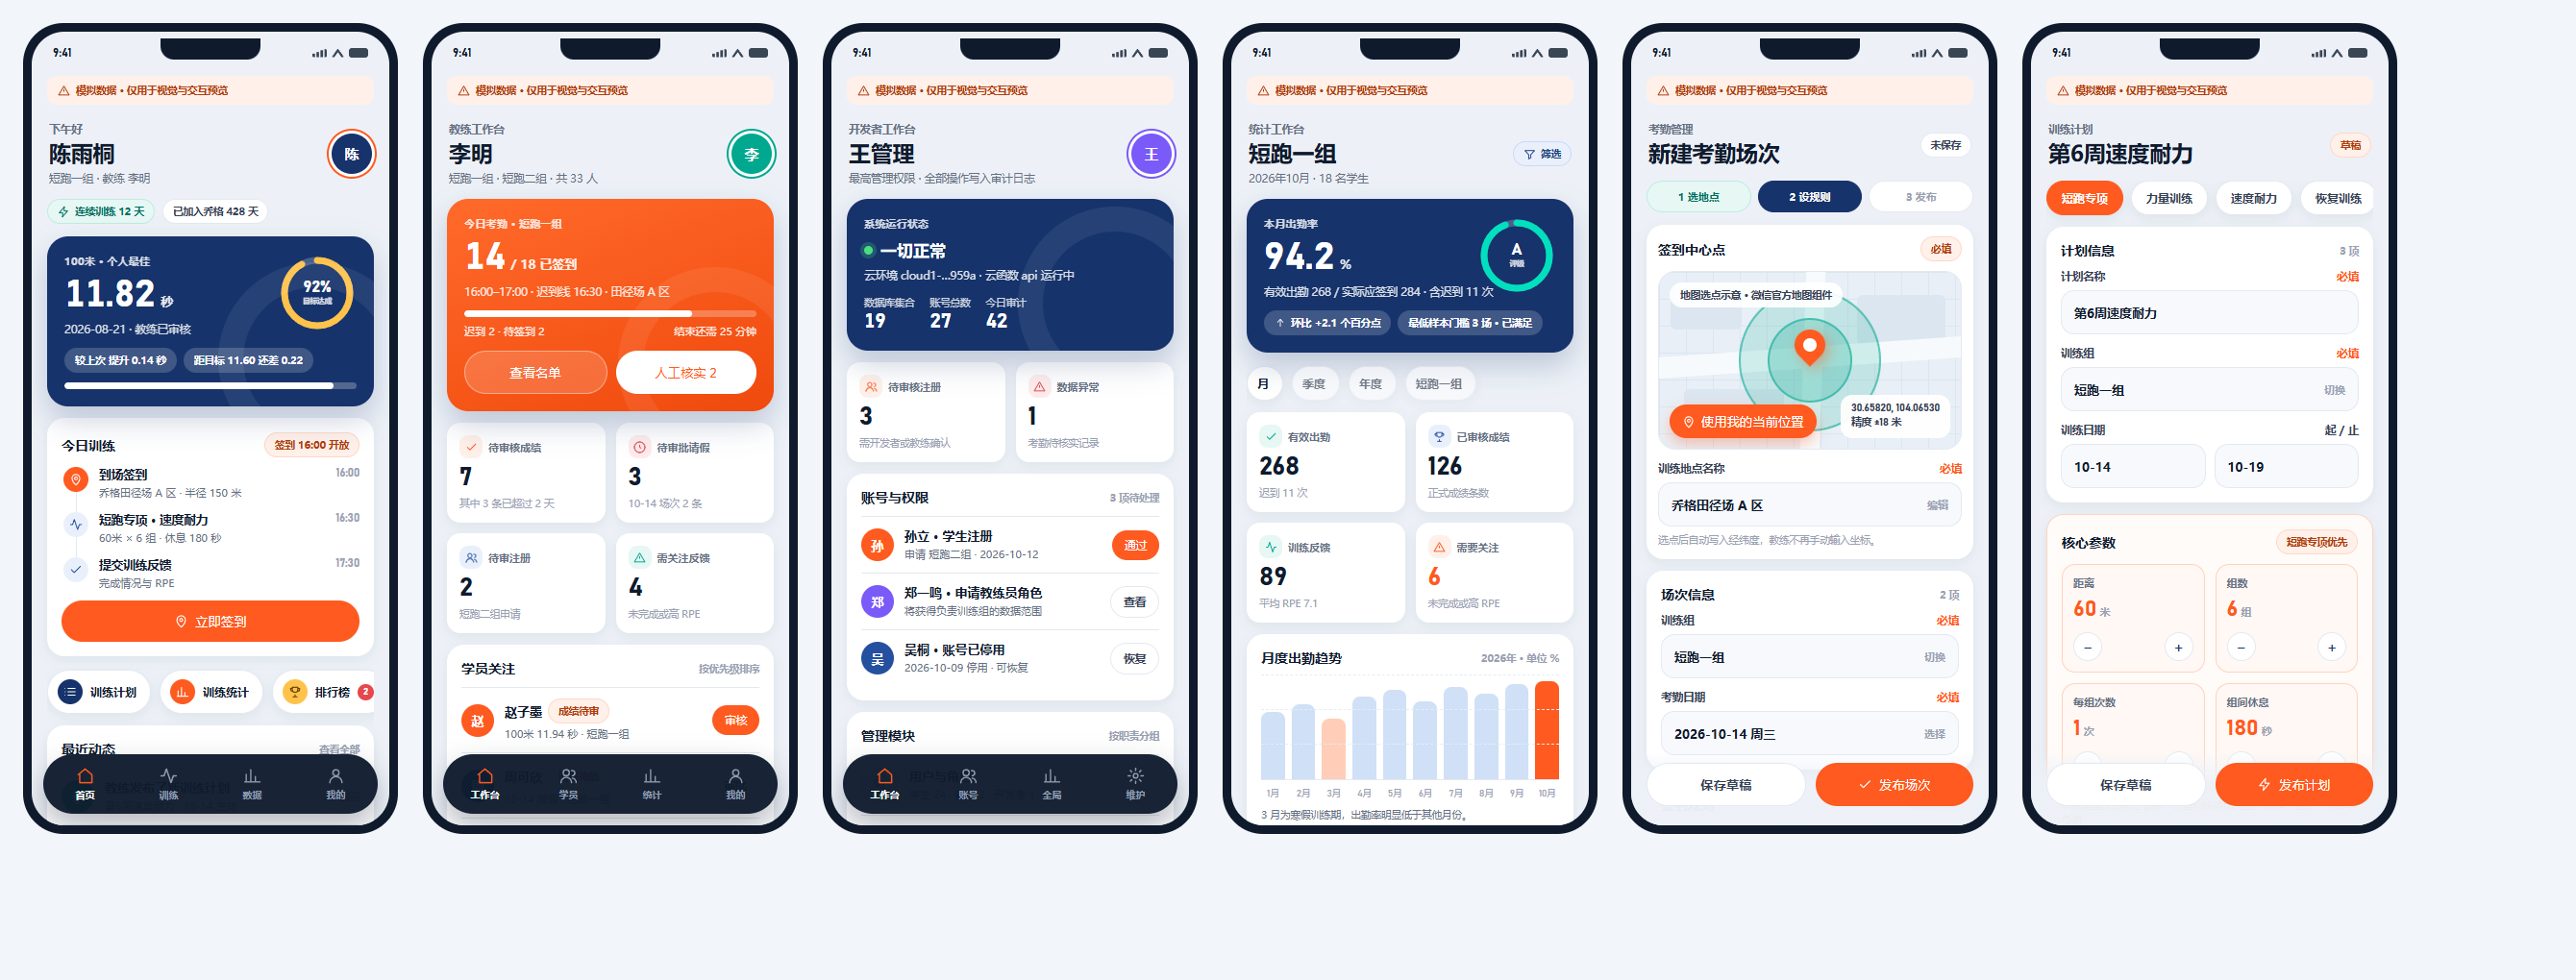 9:41
模拟数据 • 仅用于视觉与交互预览
下午好
陈雨桐
陈
短跑一组 · 教练 李明
连续训练 12 天
已加入乔格 428 天
100米 • 个人最佳
11.82 秒
92%
目标达成
2026-08-21 · 教练已审核
较上次 提升 0.14 秒
距目标 11.60 还差 0.22
今日训练
签到 16:00 开放
到场签到
16:00
乔格田径场 A 区 · 半径 150 米
短跑专项 • 速度耐力
16:30
60米 × 6 组 · 休息 180 秒
提交训练反馈
17:30
完成情况与 RPE
立即签到
训练计划
训练统计
排行榜
2
最近动态
查看全部
首页
训练
数据
我的
9:41
模拟数据 • 仅用于视觉与交互预览
教练工作台
李明
李
短跑一组 · 短跑二组 · 共 33 人
今日考勤 • 短跑一组
14 / 18 已签到
16:00–17:00 · 迟到线 16:30 · 田径场 A 区
迟到 2 · 待签到 2
结束还需 25 分钟
查看名单
人工核实 2
待审核成绩
7
其中 3 条已超过 2 天
待审批请假
3
10-14 场次 2 条
待审注册
2
短跑二组申请
需关注反馈
4
未完成或高 RPE
学员关注
按优先级排序
赵
赵子墨
成绩待审
100米 11.94 秒 · 短跑一组
审核
工作台
学员
统计
我的
9:41
模拟数据 • 仅用于视觉与交互预览
开发者工作台
王管理
王
最高管理权限 · 全部操作写入审计日志
系统运行状态
一切正常
云环境 cloud1-...959a · 云函数 api 运行中
数据库集合
19
账号总数
27
今日审计
42
待审核注册
3
需开发者或教练确认
数据异常
1
考勤待核实记录
账号与权限
3 项待处理
孙
孙立 • 学生注册
申请 短跑二组 · 2026-10-12
通过
郑
郑一鸣 • 申请教练员角色
将获得负责训练组的数据范围
查看
吴
吴桐 • 账号已停用
2026-10-09 停用 · 可恢复
恢复
管理模块
按职责分组
工作台
账号
全局
维护
9:41
模拟数据 • 仅用于视觉与交互预览
统计工作台
短跑一组
筛选
2026年10月 · 18 名学生
本月出勤率
94.2 %
A
评级
有效出勤 268 / 实际应签到 284 · 含迟到 11 次
环比 +2.1 个百分点
最低样本门槛 3 场 • 已满足
月
季度
年度
短跑一组
有效出勤
268
迟到 11 次
已审核成绩
126
正式成绩条数
训练反馈
89
平均 RPE 7.1
需要关注
6
未完成或高 RPE
月度出勤趋势
2026年 • 单位 %
1月
2月
3月
4月
5月
6月
7月
8月
9月
10月
3 月为寒假训练期，出勤率明显低于其他月份。
9:41
模拟数据 • 仅用于视觉与交互预览
考勤管理
新建考勤场次
未保存
1 选地点
2 设规则
3 发布
签到中心点
必填
地图选点示意 • 微信官方地图组件
使用我的当前位置
30.65820, 104.06530
精度 ±18 米
训练地点名称
必填
乔格田径场 A 区
编辑
选点后自动写入经纬度，教练不再手动输入坐标。
场次信息
2 项
训练组
必填
短跑一组
切换
考勤日期
必填
2026-10-14 周三
选择
保存草稿
发布场次
9:41
模拟数据 • 仅用于视觉与交互预览
训练计划
第6周速度耐力
草稿
短跑专项
力量训练
速度耐力
恢复训练
计划信息
3 项
计划名称
必填
第6周速度耐力
训练组
必填
短跑一组
切换
训练日期
起 / 止
10-14
10-19
核心参数
短跑专项优先
距离
60 米
−
+
组数
6 组
−
+
每组次数
1 次
组间休息
180 秒
保存草稿
发布计划